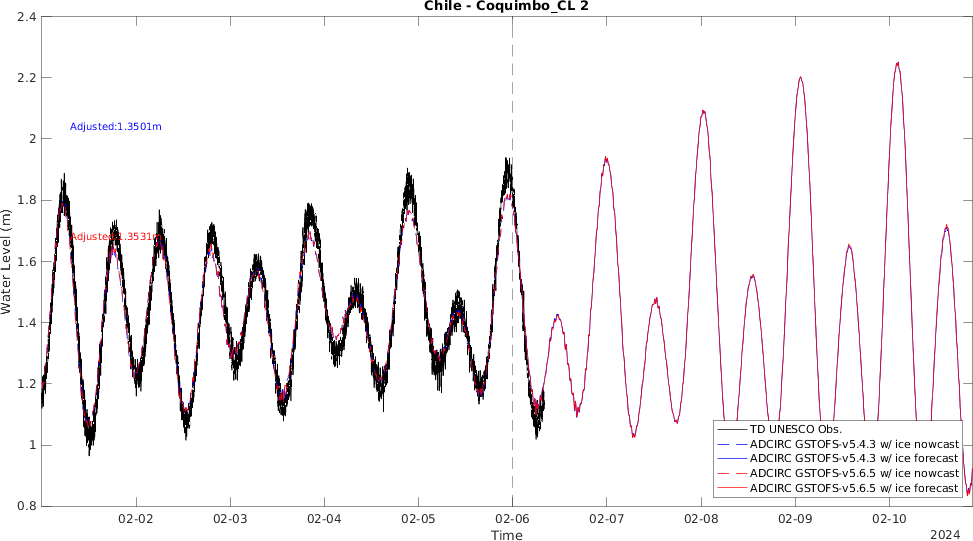 Chile - Coquimbo_CL 2
2.4
2.2
2
1.8
1.6
1.4
1.2
1
0.8
Water Level (m)
Adjusted:1.3501m
Adjusted:1.3531m
TD UNESCO Obs.
ADCIRC GSTOFS-v5.4.3 w/ ice nowcast
ADCIRC GSTOFS-v5.4.3 w/ ice forecast
ADCIRC GSTOFS-v5.6.5 w/ ice nowcast
ADCIRC GSTOFS-v5.6.5 w/ ice forecast
02-02 02-03 02-04 02-05 02-06 02-07 02-08 02-09 02-10
Time
2024